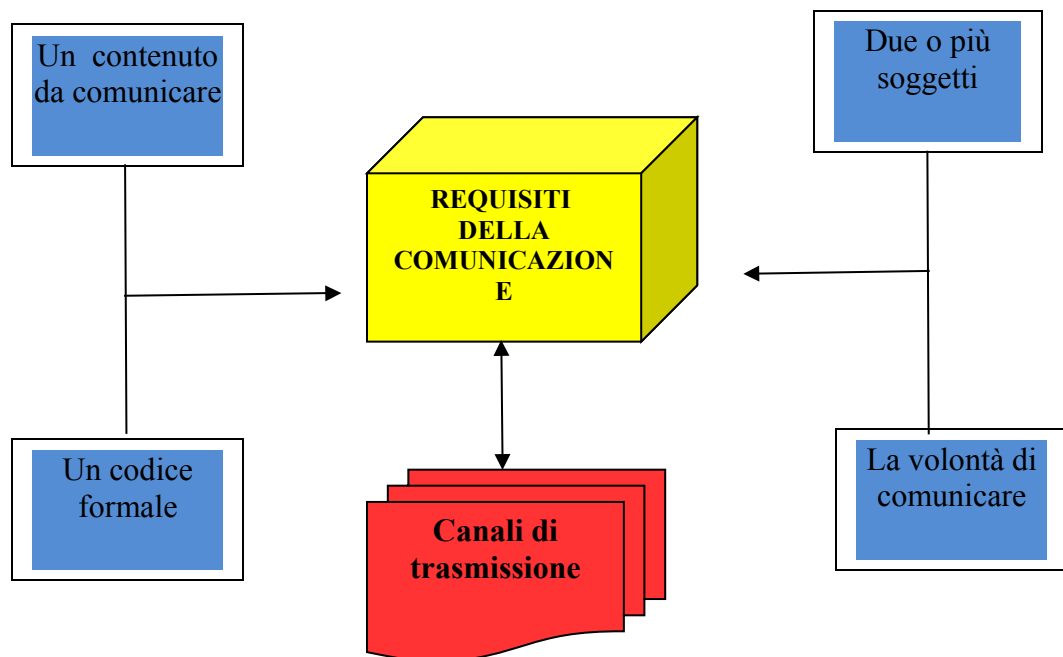 Un contenuto
da comunicare
Due o più
soggetti
REQUISITI
DELLA
COMUNICAZION
E
Un codice
formale
La volontà di
comunicare
Canali di
trasmissione